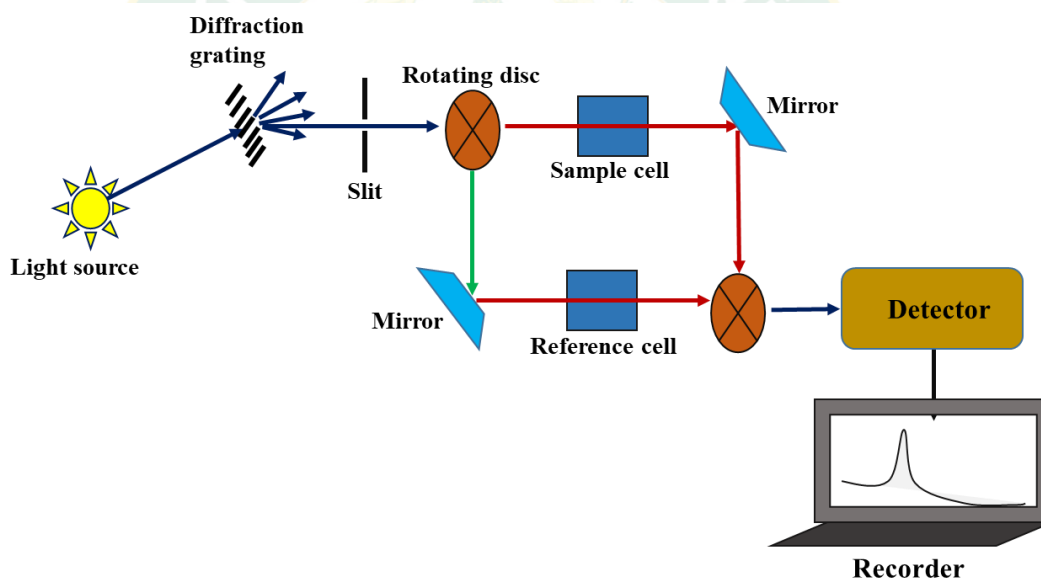 Diffraction
grating
Rotating disc
Mirror
Slit
Sample cell
Light source
Mirror
Reference cell
Detector
Recorder